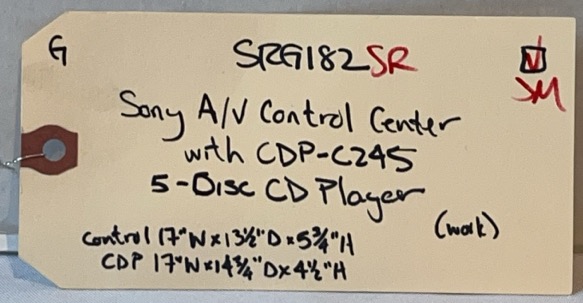 G
SRG182SR
SM
Sony A/V Control Center
with CDP-C245
5-Disc CD Player
(work)
Control 17"W x 13½"D x 5¾"H
CDP 17"W x 14¾"D x 4½"H